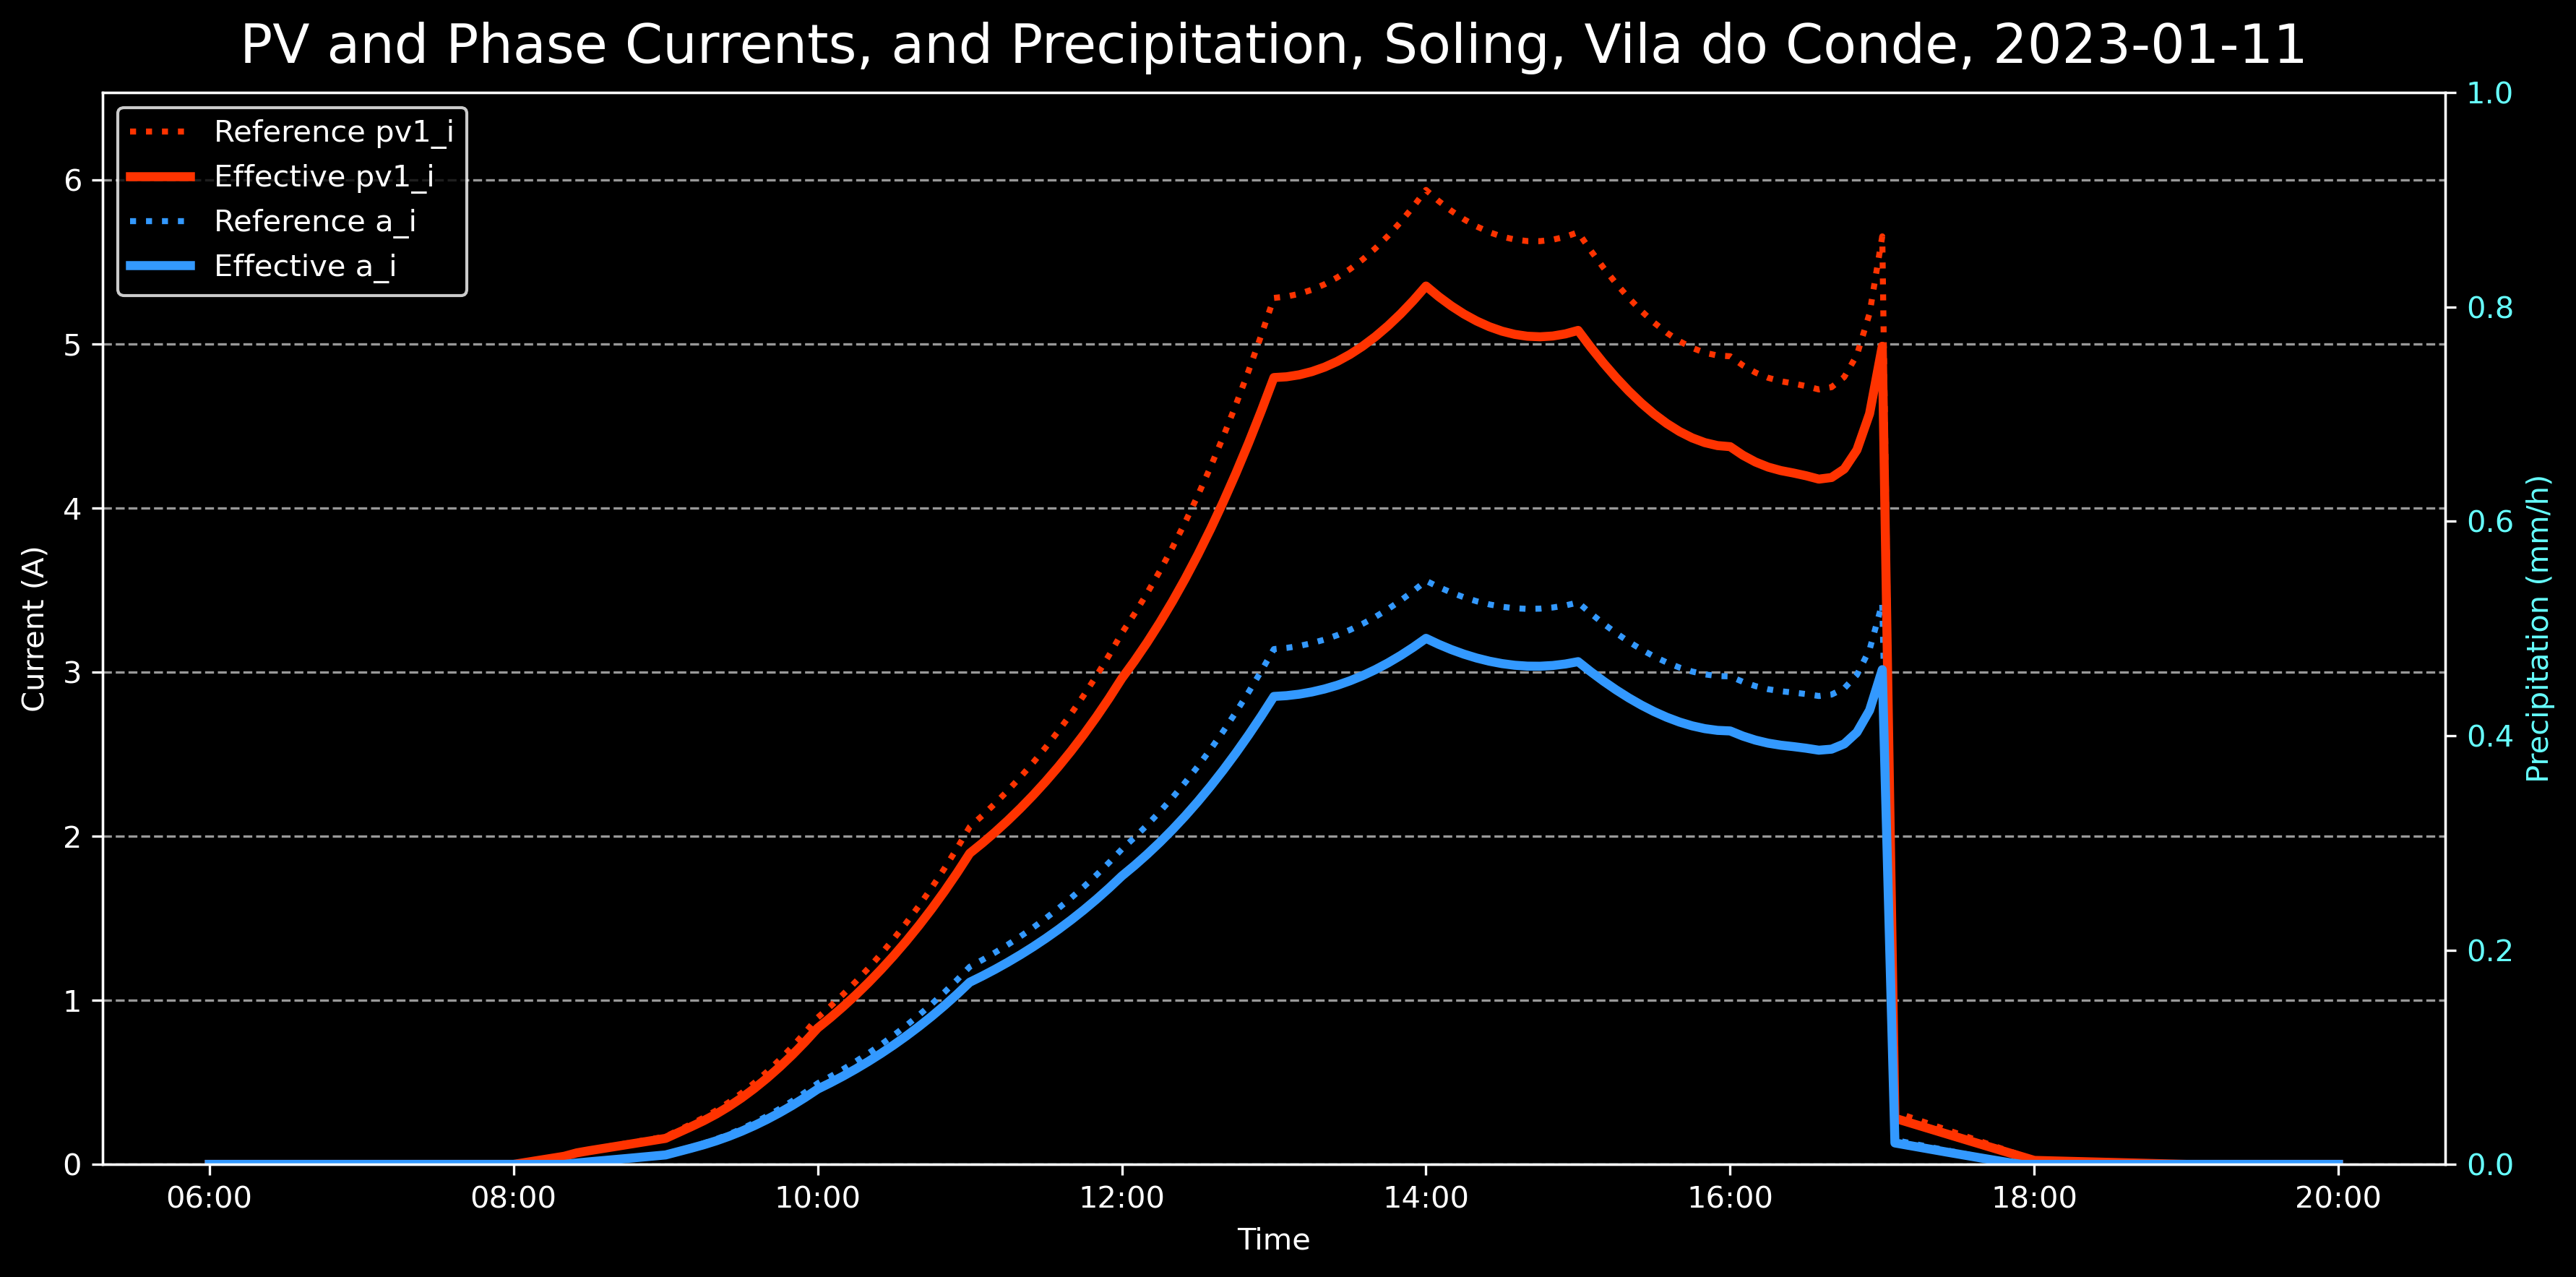 PV and Phase Currents, and Precipitation, Soling, Vila do Conde, 2023-01-11
Reference pv1_i
Effective pv1_i
Reference a_i
Effective a_i
Current (A)
6
5
4
3
2
1
0
1.0
0.8
0.6
0.4
0.2
0.0
Precipitation (mm/h)
06:00 08:00 10:00 12:00 14:00 16:00 18:00 20:00
Time